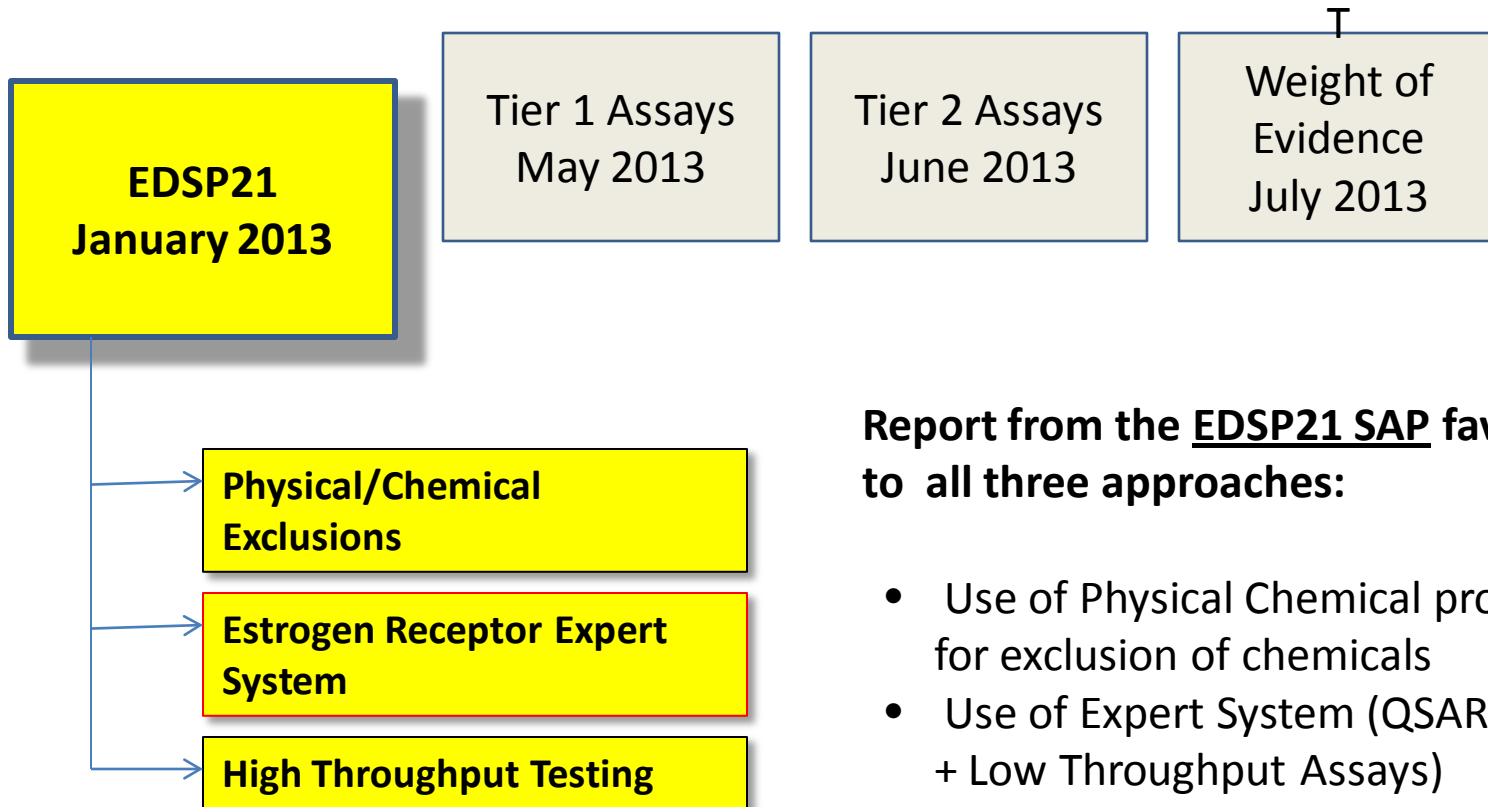 EDSP21
January 2013
Tier 1 Assays
May 2013
Tier 2 Assays
June 2013
T
Weight of
Evidence
July 2013
Physical/Chemical
Exclusions
Estrogen Receptor Expert
System
High Throughput Testing
Report from the EDSP21 SAP
to all three approaches:
• Use of Physical Chemical
for exclusion of chemicals
• Use of Expert System (QSAR
+ Low Throughput Assays)